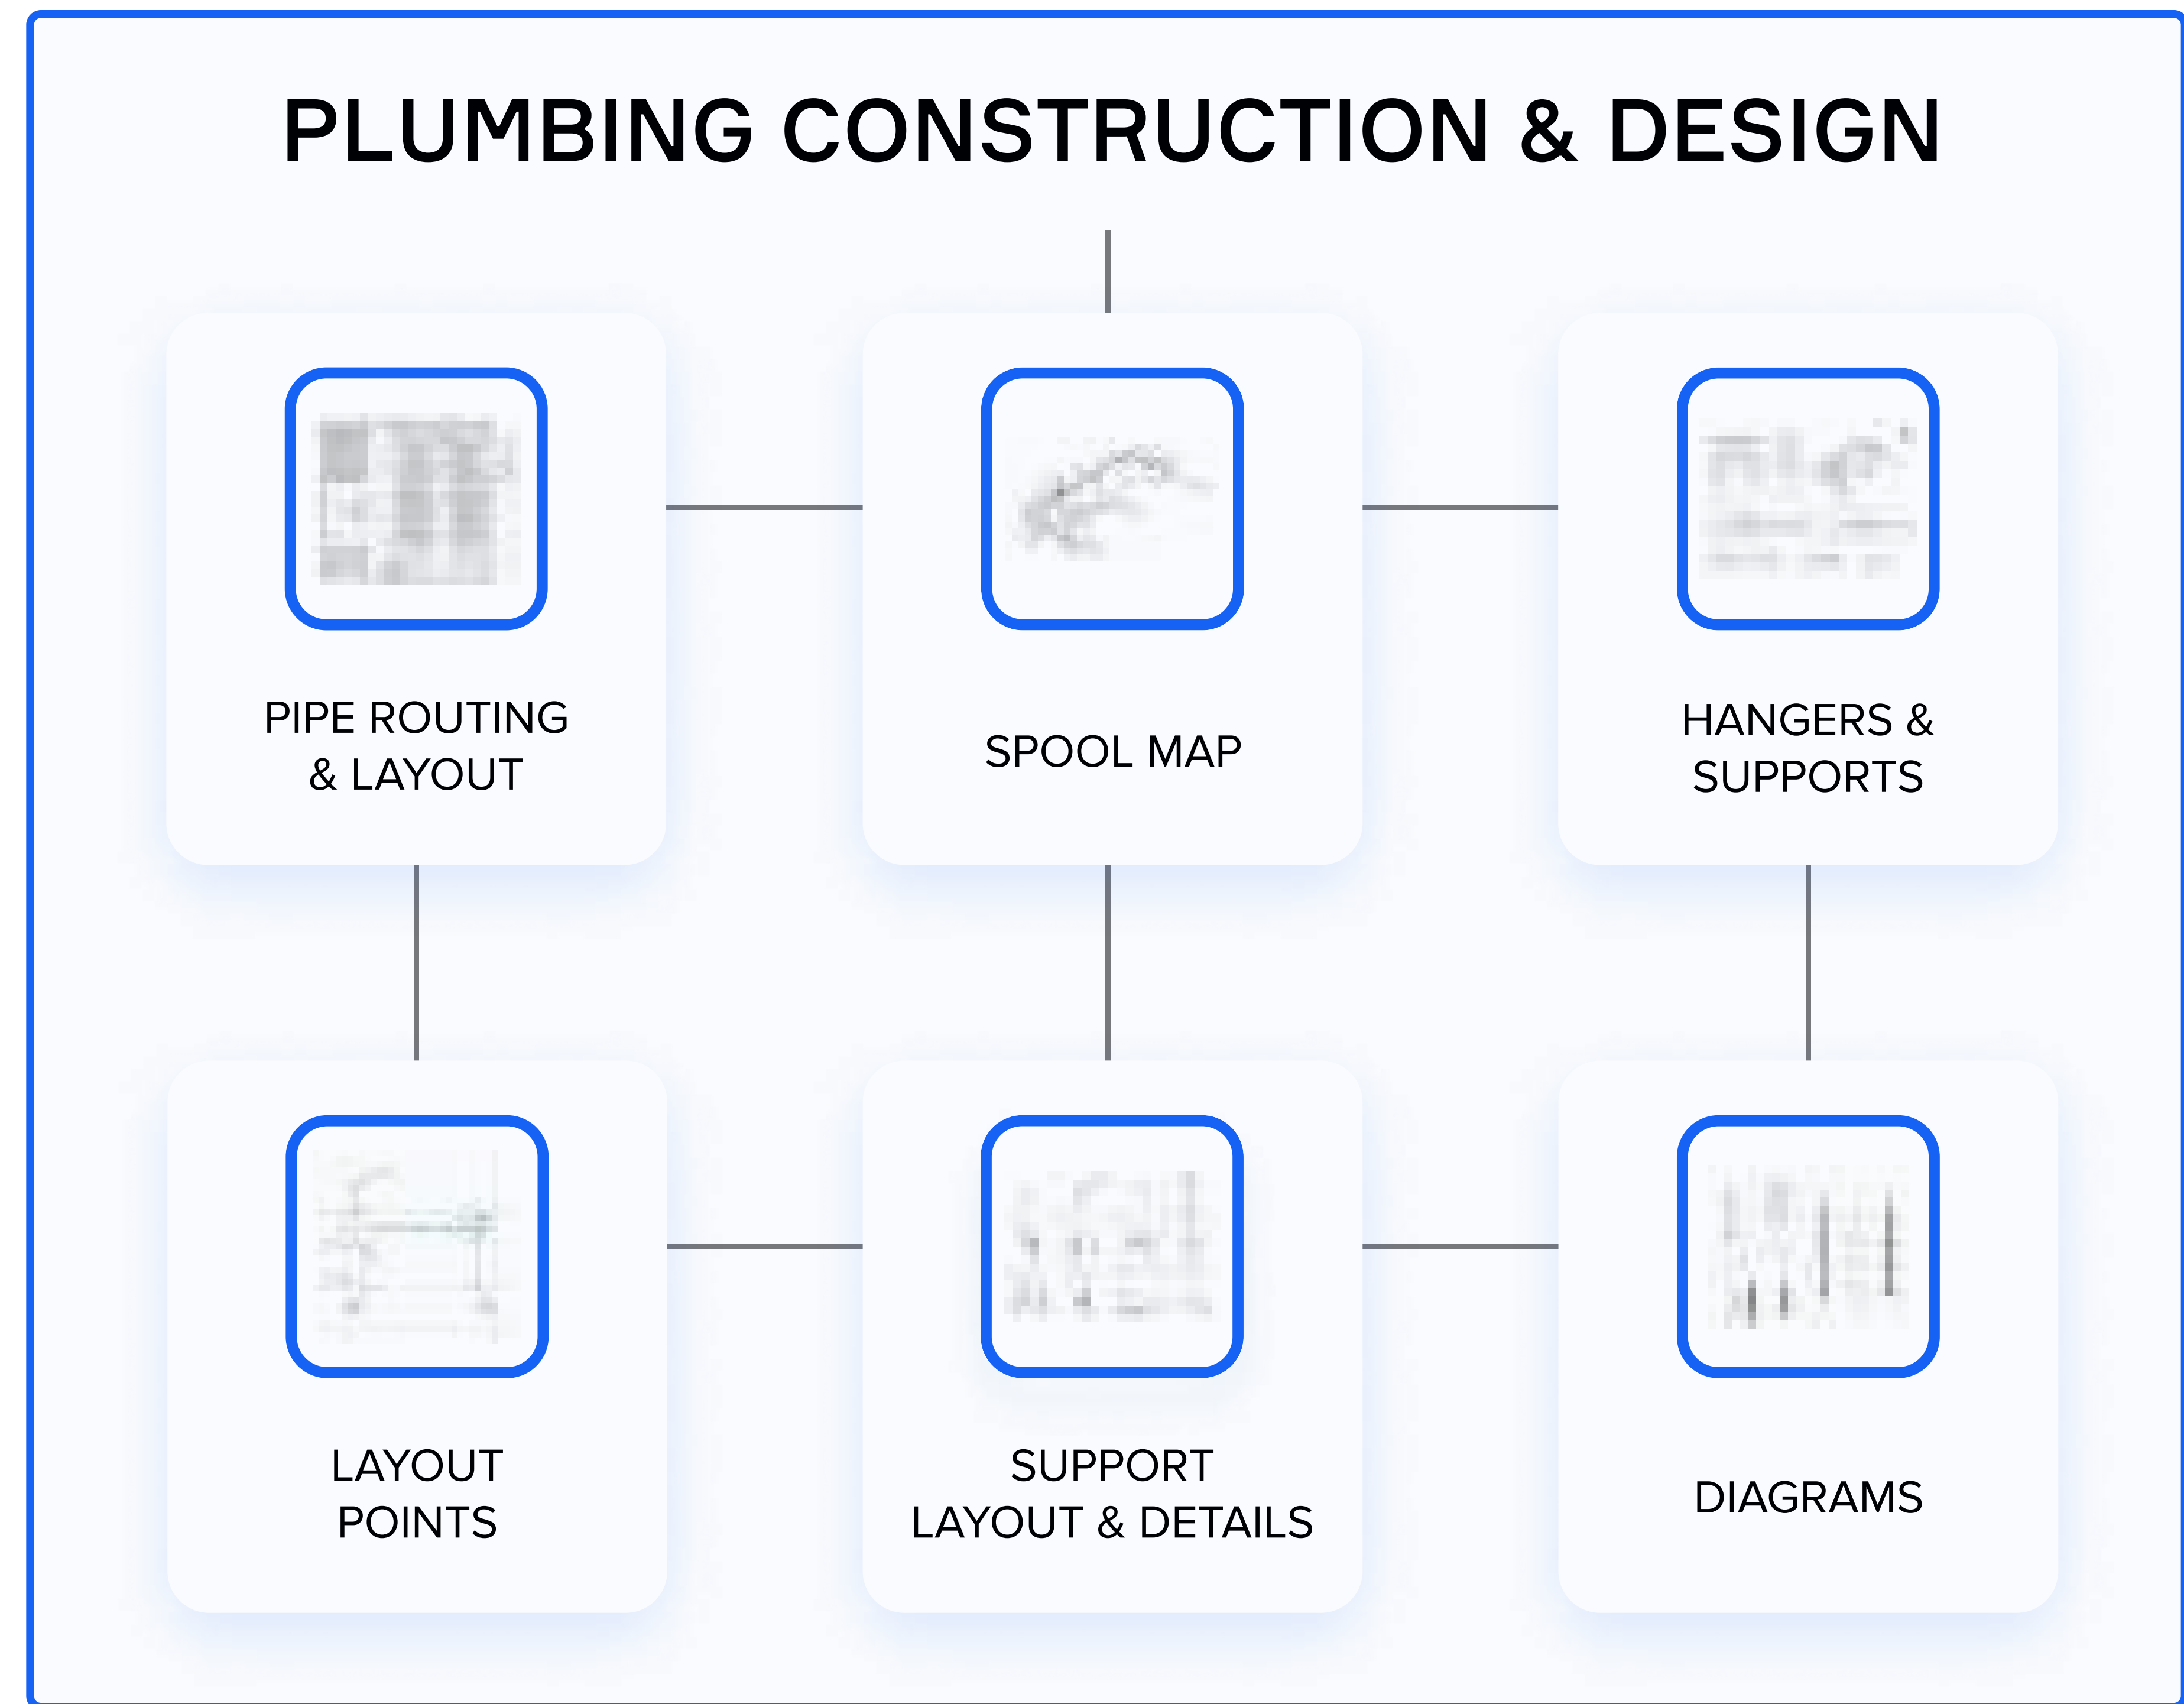 PLUMBING CONSTRUCTION & DESIGN
PIPE ROUTING
& LAYOUT
SPOOL MAP
HANGERS &
SUPPORTS
LAYOUT
POINTS
SUPPORT
LAYOUT & DETAILS
DIAGRAMS